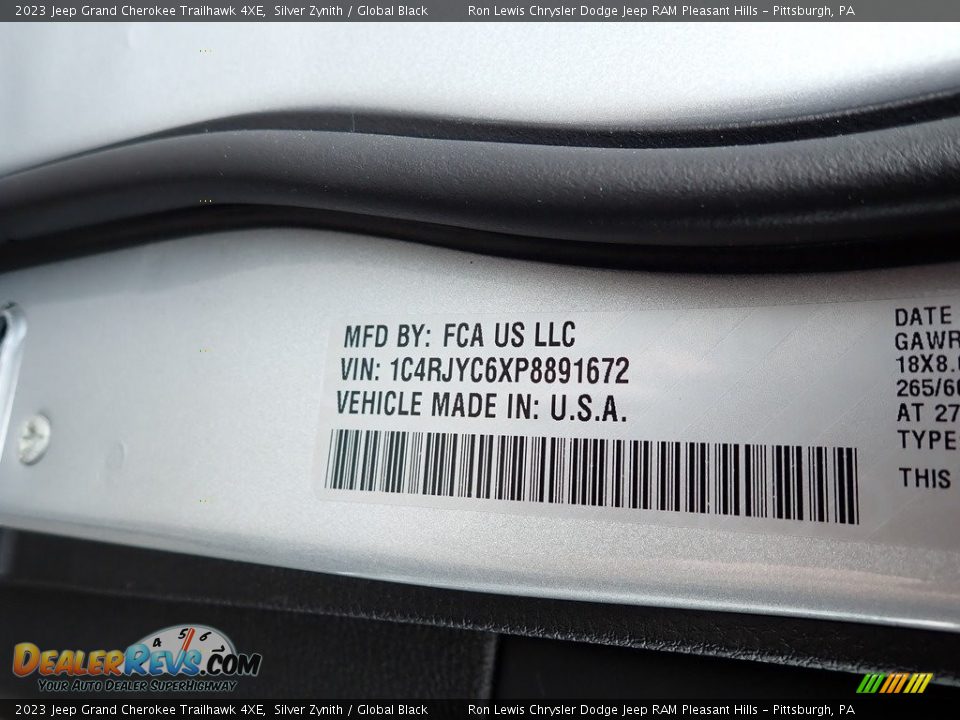 2023 Jeep Grand Cherokee Trailhawk 4XE, Silver Zynith / Global Black Ron Lewis Chrysler Dodge Jeep RAM Pleasant Hills - Pittsburgh, PA
MFD BY: FCA US LLC
VIN: 1C4RJYC6XP8891672
VEHICLE MADE IN: U.S.A.
DATE
GAWR
18X8.
265/60
AT 27
TYPE:
THIS
4 5 6
DEALERREVS.COM
YOUR AUTO DEALER SUPERHIGHWAY
2023 Jeep Grand Cherokee Trailhawk 4XE, Silver Zynith / Global Black Ron Lewis Chrysler Dodge Jeep RAM Pleasant Hills - Pittsburgh, PA